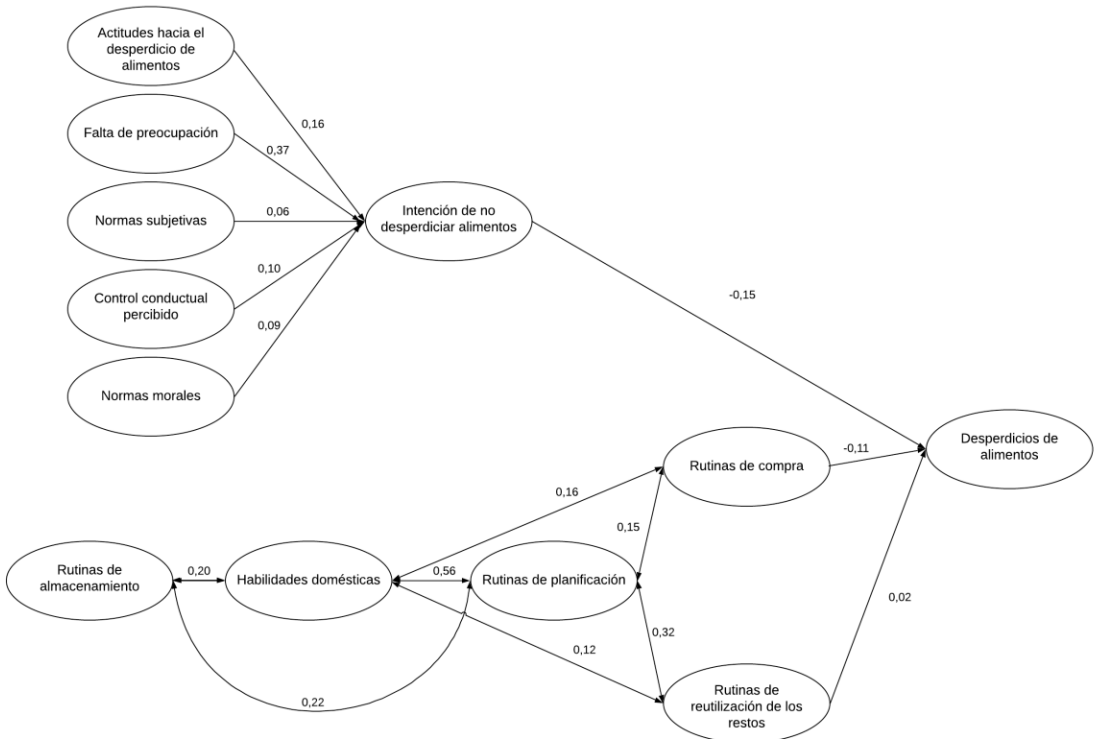 Actitudes hacia el
desperdicio de
alimentos
0,16
Falta de preocupación
0,37
Normas subjetivas
0,06
Intención de no
desperdiciar alimentos
0,10
Control conductual
percibido
0,09
-0,15
Normas morales
Desperdicios de
alimentos
Rutinas de compra
-0,11
0,16
0,15
Rutinas de
almacenamiento
0,20
Habilidades domésticas
0,56
Rutinas de planificación
0,02
0,32
0,12
0,22
Rutinas de
reutilización de los
restos